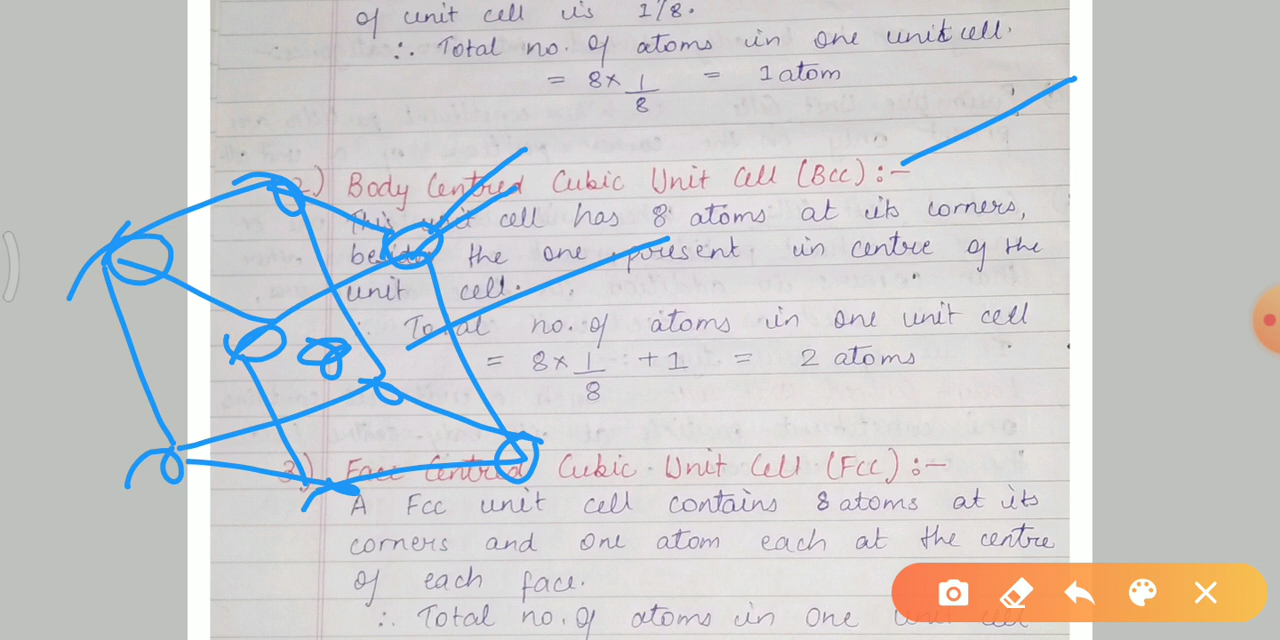 of unit cell is 1/8.
∴ Total no. of atoms in one unit cell.
= 8 × 1/8 = 1 atom
2) Body Centred Cubic Unit Cell (Bcc) :-
This unit cell has 8 atoms at its corners,
besides the one present in centre of the
unit cell.
∴ Total no. of atoms in one unit cell
= 8 × 1/8 + 1 = 2 atoms
3) Face Centred Cubic Unit Cell (Fcc) :-
A Fcc unit cell contains 8 atoms at its
corners and one atom each at the centre
of each face.
∴ Total no. of atoms in one unit cell